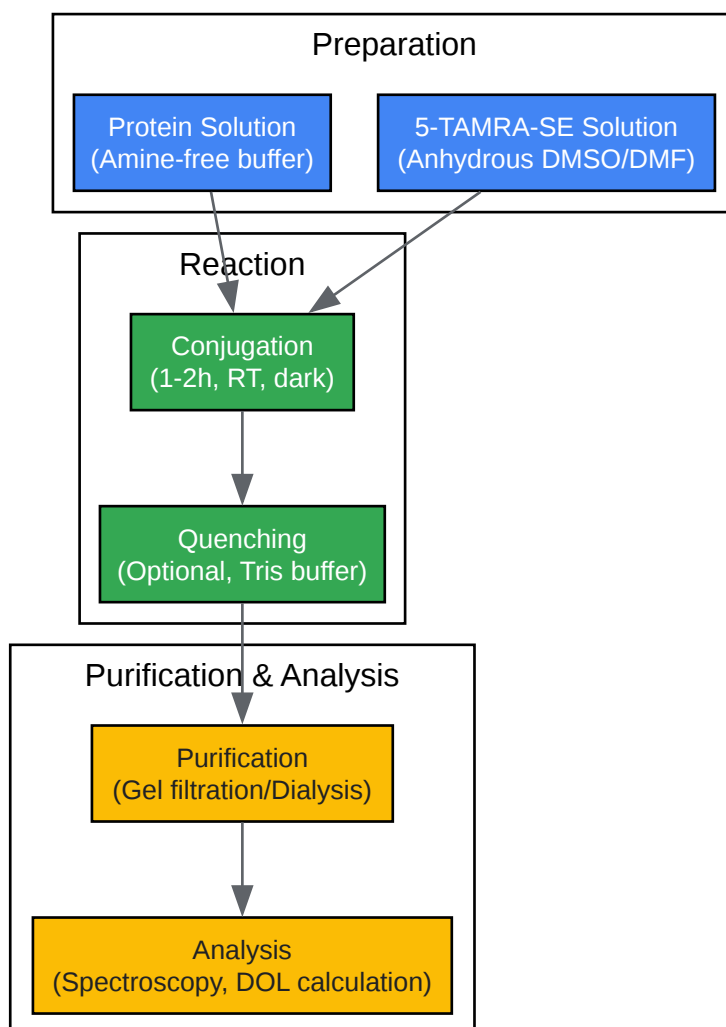 Preparation
Protein Solution
(Amine-free buffer)
5-TAMRA-SE Solution
(Anhydrous DMSO/DMF)
Reaction
Conjugation
(1-2h, RT, dark)
Quenching
(Optional, Tris buffer)
Purification & Analysis
Purification
(Gel filtration/Dialysis)
Analysis
(Spectroscopy, DOL calculation)